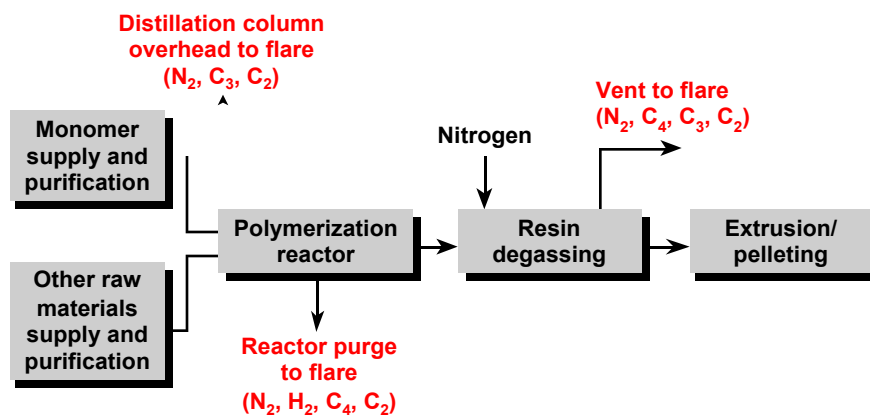 Distillation column
overhead to flare
(N₂, C₃, C₂)
Monomer
supply and
purification
Nitrogen
Vent to flare
(N₂, C₄, C₃, C₂)
Other raw
materials
supply and
purification
Polymerization
reactor
Resin
degassing
Extrusion/
pelleting
Reactor purge
to flare
(N₂, H₂, C₄, C₂)